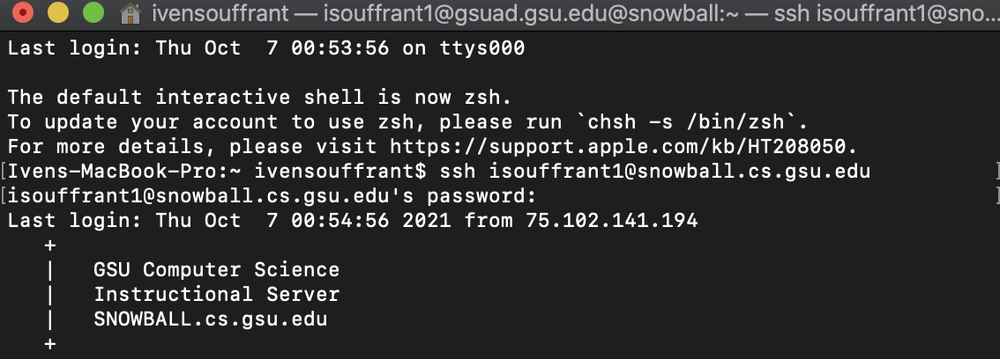 ivensouffrant — isouffrant1@gsuad.gsu.edu@snowball:~ — ssh isouffrant1@sno...
Last login: Thu Oct  7 00:53:56 on ttys000

The default interactive shell is now zsh.
To update your account to use zsh, please run `chsh -s /bin/zsh`.
For more details, please visit https://support.apple.com/kb/HT208050.
[Ivens-MacBook-Pro:~ ivensouffrant$ ssh isouffrant1@snowball.cs.gsu.edu ]
[isouffrant1@snowball.cs.gsu.edu's password: ]
Last login: Thu Oct  7 00:54:56 2021 from 75.102.141.194
   +
   |   GSU Computer Science
   |   Instructional Server
   |   SNOWBALL.cs.gsu.edu
   +